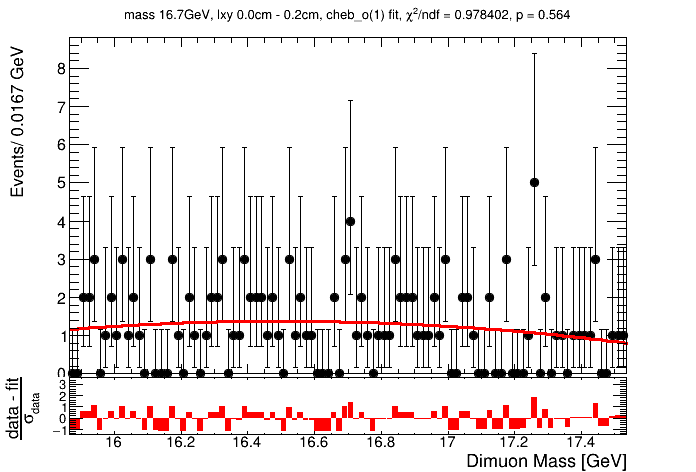 mass 16.7GeV, lxy 0.0cm - 0.2cm, cheb_o(1) fit, χ²/ndf = 0.978402, p = 0.564
Events/ 0.0167 GeV
8
7
6
5
4
3
2
1
0
data - fit
σdata
3
2
1
0
−1
16 16.2 16.4 16.6 16.8 17 17.2 17.4
Dimuon Mass [GeV]